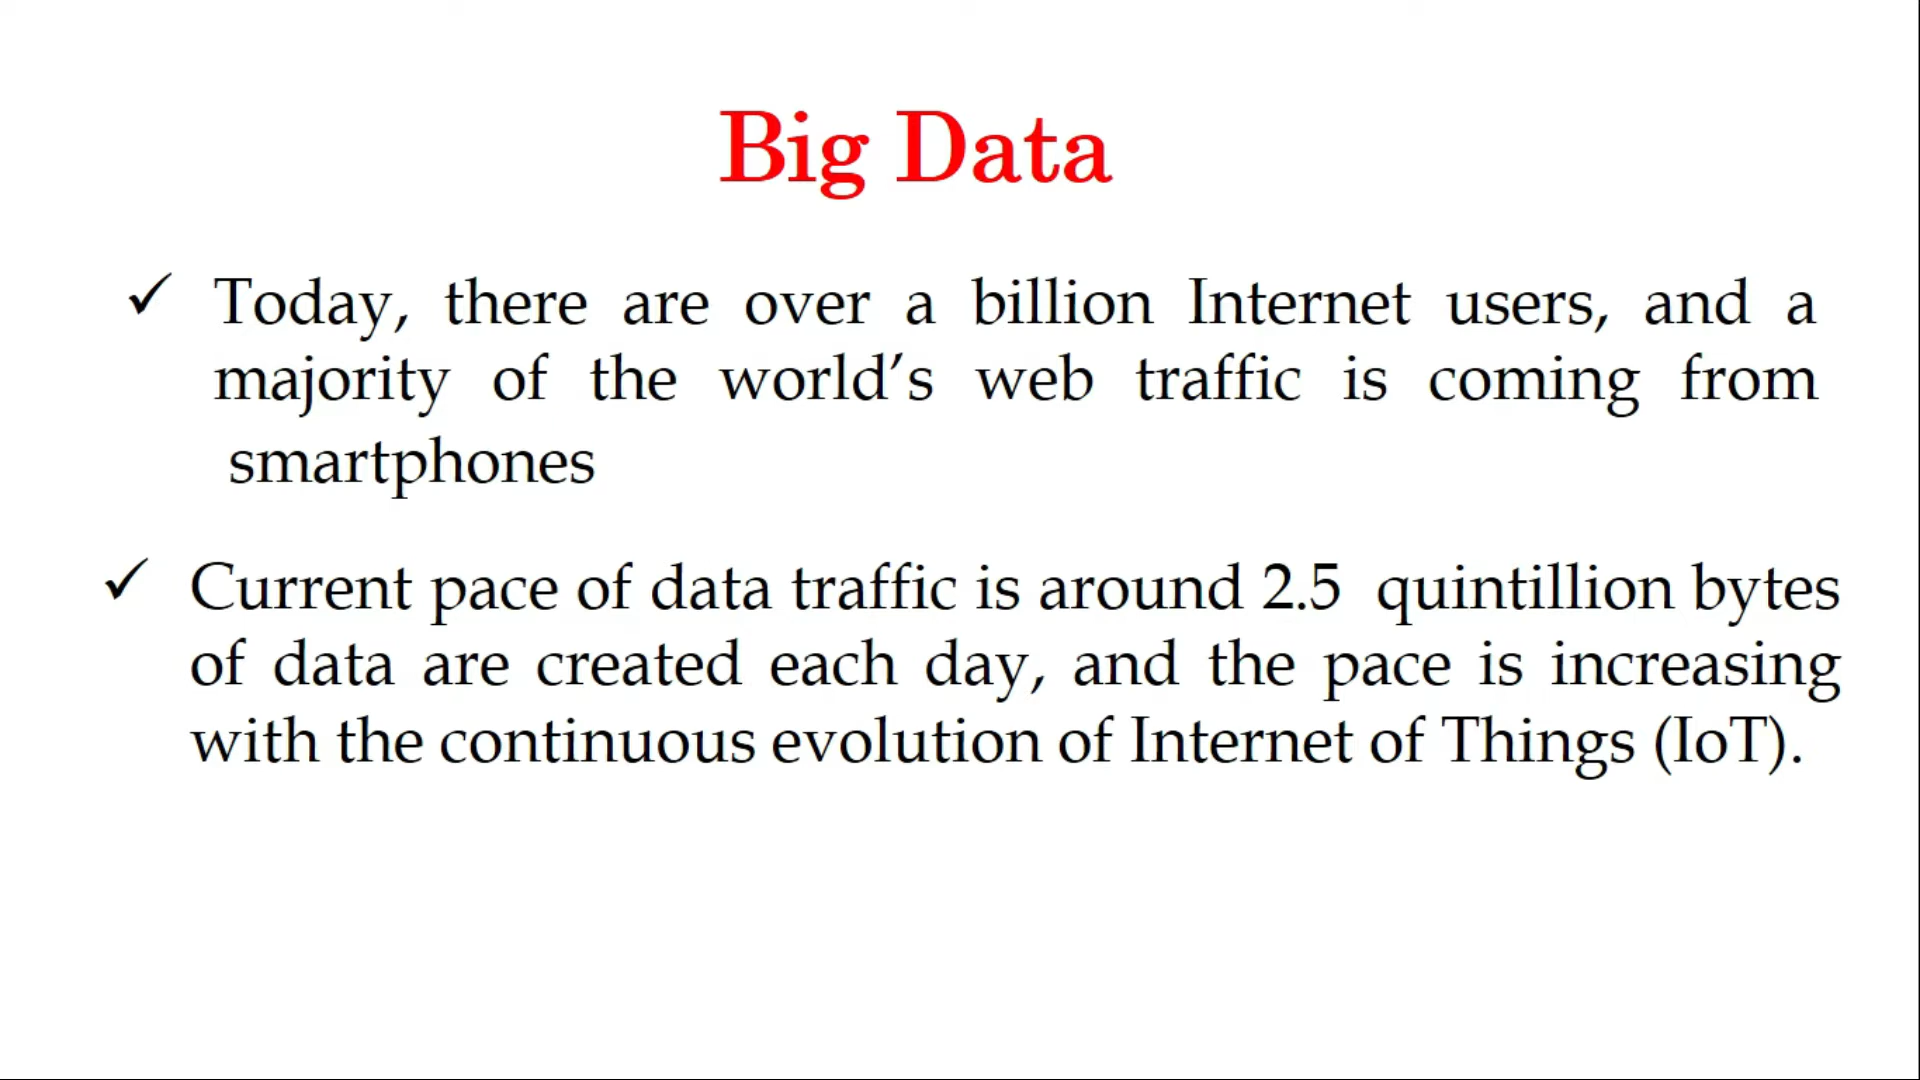 Big Data
✓ Today, there are over a billion Internet users, and a
majority of the world’s web traffic is coming from
smartphones
✓ Current pace of data traffic is around 2.5 quintillion bytes
of data are created each day, and the pace is increasing
with the continuous evolution of Internet of Things (IoT).